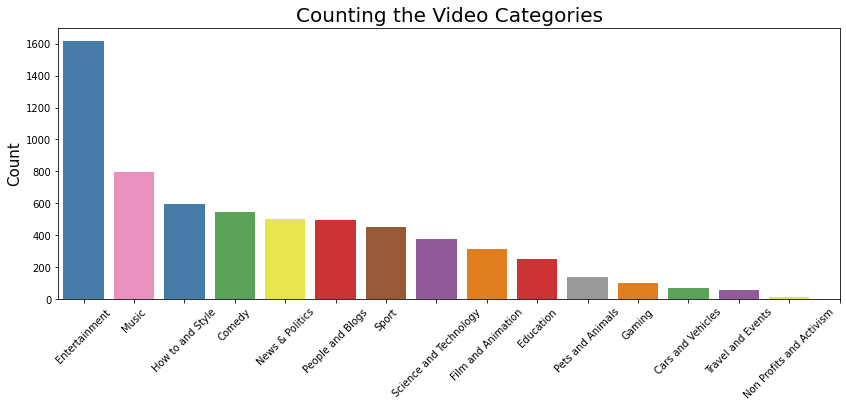 Counting the Video Categories
Count
1600
1400
1200
1000
800
600
400
200
0
Entertainment
Music
How to and Style
Comedy
News & Politics
People and Blogs
Sport
Science and Technology
Film and Animation
Education
Pets and Animals
Gaming
Cars and Vehicles
Travel and Events
Non Profits and Activism